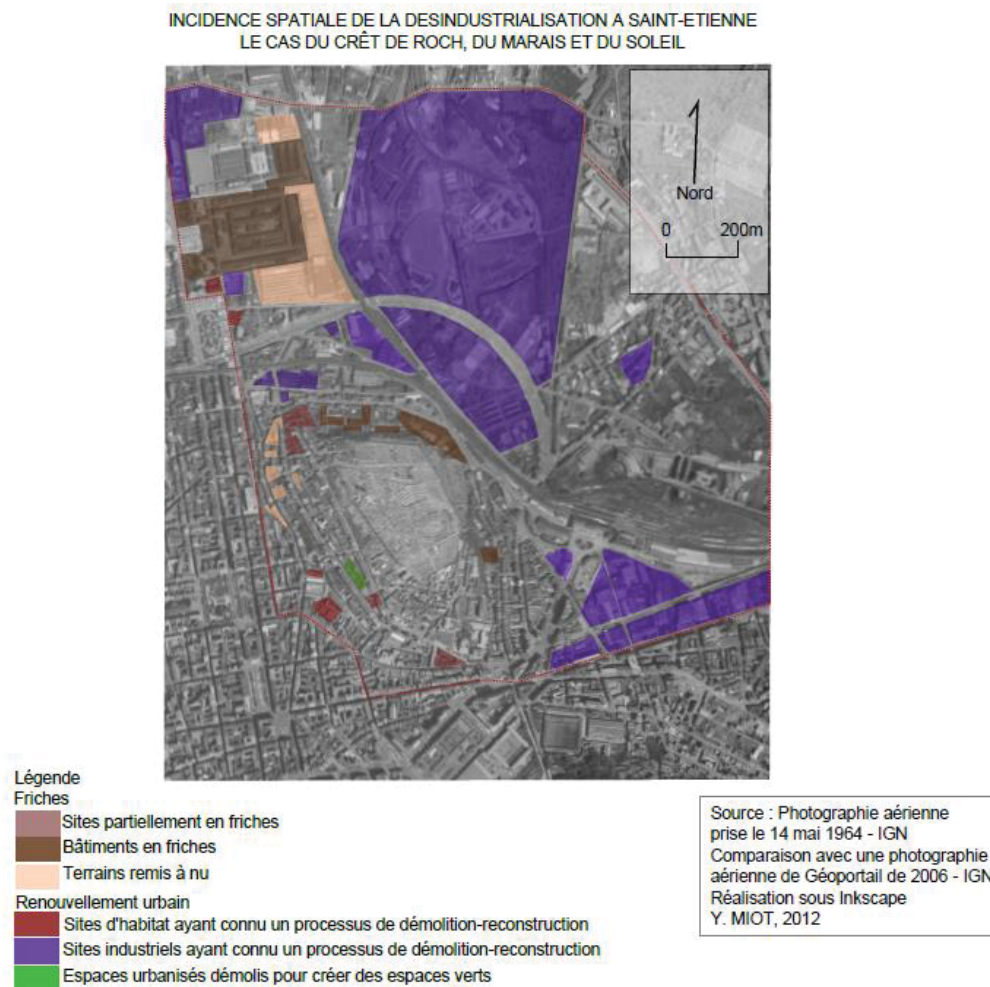 INCIDENCE SPATIALE DE LA DESINDUSTRIALISATION A SAINT-ETIENNE
LE CAS DU CRÊT DE ROCH, DU MARAIS ET DU SOLEIL
Nord
0 200m
Légende
Friches
Sites partiellement en friches
Bâtiments en friches
Terrains remis à nu
Renouvellement urbain
Sites d'habitat ayant connu un processus de démolition-reconstruction
Sites industriels ayant connu un processus de démolition-reconstruction
Espaces urbanisés démolis pour créer des espaces verts
Source : Photographie aérienne
prise le 14 mai 1964 - IGN
Comparaison avec une photographie
aérienne de Géoportail de 2006 - IGN
Réalisation sous Inkscape
Y. MIOT, 2012